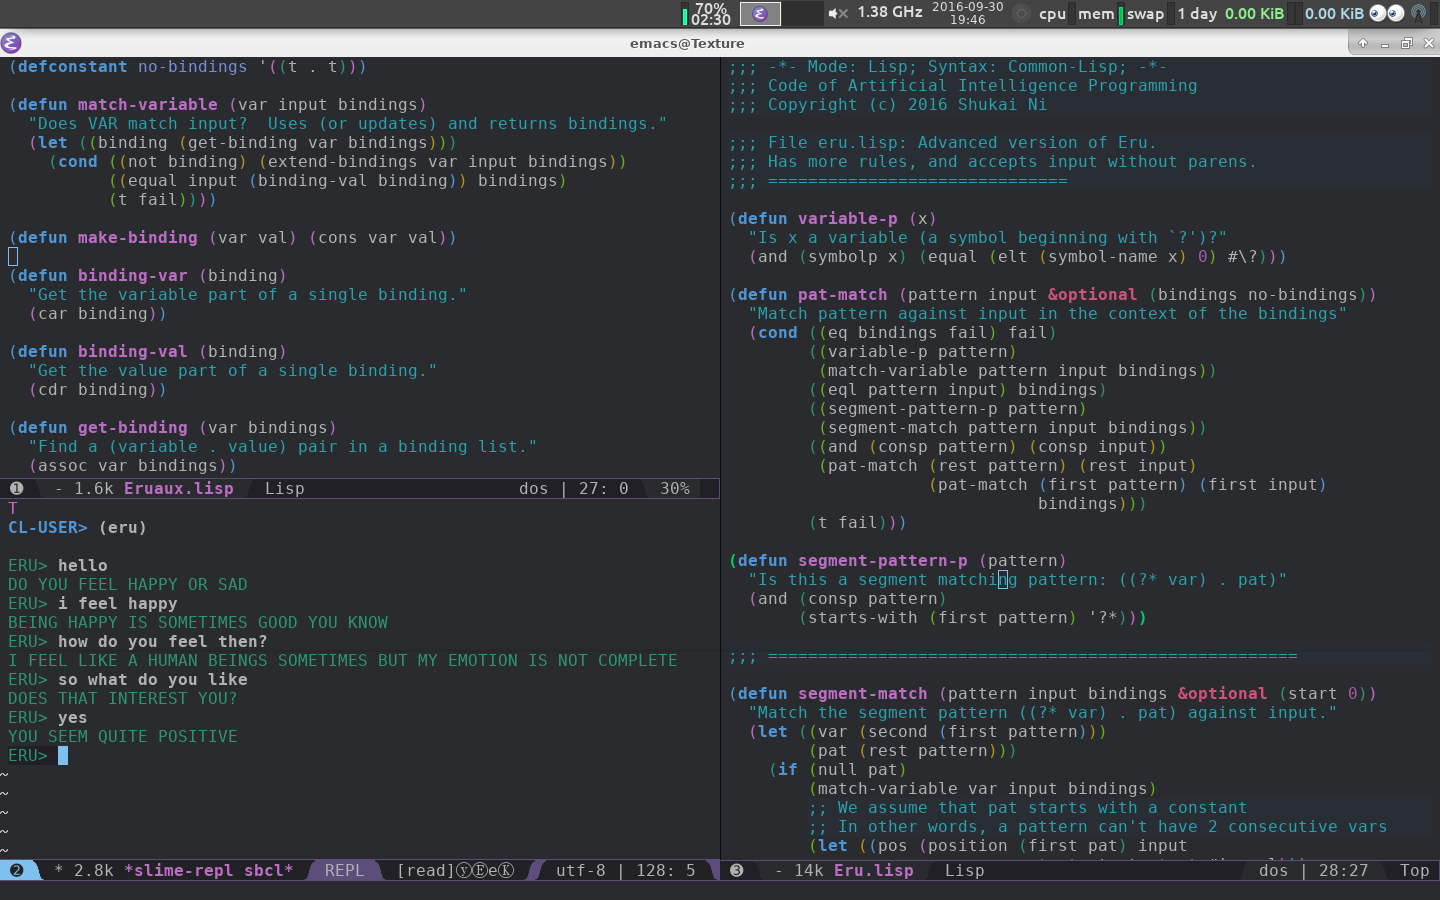 70%
02:30
1.38 GHz
2016-09-30
19:46
cpu mem swap 1 day 0.00 KiB 0.00 KiB
emacs@Texture
(defconstant no-bindings '((t . t)))
(defun match-variable (var input bindings)
"Does VAR match input?  Uses (or updates) and returns bindings."
(let ((binding (get-binding var bindings)))
(cond ((not binding) (extend-bindings var input bindings))
((equal input (binding-val binding)) bindings)
(t fail))))
(defun make-binding (var val) (cons var val))
(defun binding-var (binding)
"Get the variable part of a single binding."
(car binding))
(defun binding-val (binding)
"Get the value part of a single binding."
(cdr binding))
(defun get-binding (var bindings)
"Find a (variable . value) pair in a binding list."
(assoc var bindings))
❶ - 1.6k Eruaux.lisp Lisp dos | 27: 0 30%
T
CL-USER> (eru)
ERU> hello
DO YOU FEEL HAPPY OR SAD
ERU> i feel happy
BEING HAPPY IS SOMETIMES GOOD YOU KNOW
ERU> how do you feel then?
I FEEL LIKE A HUMAN BEINGS SOMETIMES BUT MY EMOTION IS NOT COMPLETE
ERU> so what do you like
DOES THAT INTEREST YOU?
ERU> yes
YOU SEEM QUITE POSITIVE
ERU>
~
~
~
~
~
❷ * 2.8k *slime-repl sbcl* REPL [read]ⓨⒺeⓀ utf-8 | 128: 5
;;; -*- Mode: Lisp; Syntax: Common-Lisp; -*-
;;; Code of Artificial Intelligence Programming
;;; Copyright (c) 2016 Shukai Ni
;;; File eru.lisp: Advanced version of Eru.
;;; Has more rules, and accepts input without parens.
;;; ==============================
(defun variable-p (x)
"Is x a variable (a symbol beginning with `?')?"
(and (symbolp x) (equal (elt (symbol-name x) 0) #\?)))
(defun pat-match (pattern input &optional (bindings no-bindings))
"Match pattern against input in the context of the bindings"
(cond ((eq bindings fail) fail)
((variable-p pattern)
(match-variable pattern input bindings))
((eql pattern input) bindings)
((segment-pattern-p pattern)
(segment-match pattern input bindings))
((and (consp pattern) (consp input))
(pat-match (rest pattern) (rest input)
(pat-match (first pattern) (first input)
bindings)))
(t fail)))
(defun segment-pattern-p (pattern)
"Is this a segment matching pattern: ((?* var) . pat)"
(and (consp pattern)
(starts-with (first pattern) '?*)))
;;; =====================================================
(defun segment-match (pattern input bindings &optional (start 0))
"Match the segment pattern ((?* var) . pat) against input."
(let ((var (second (first pattern)))
(pat (rest pattern)))
(if (null pat)
(match-variable var input bindings)
;; We assume that pat starts with a constant
;; In other words, a pattern can't have 2 consecutive vars
(let ((pos (position (first pat) input
❸ - 14k Eru.lisp Lisp dos | 28:27 Top